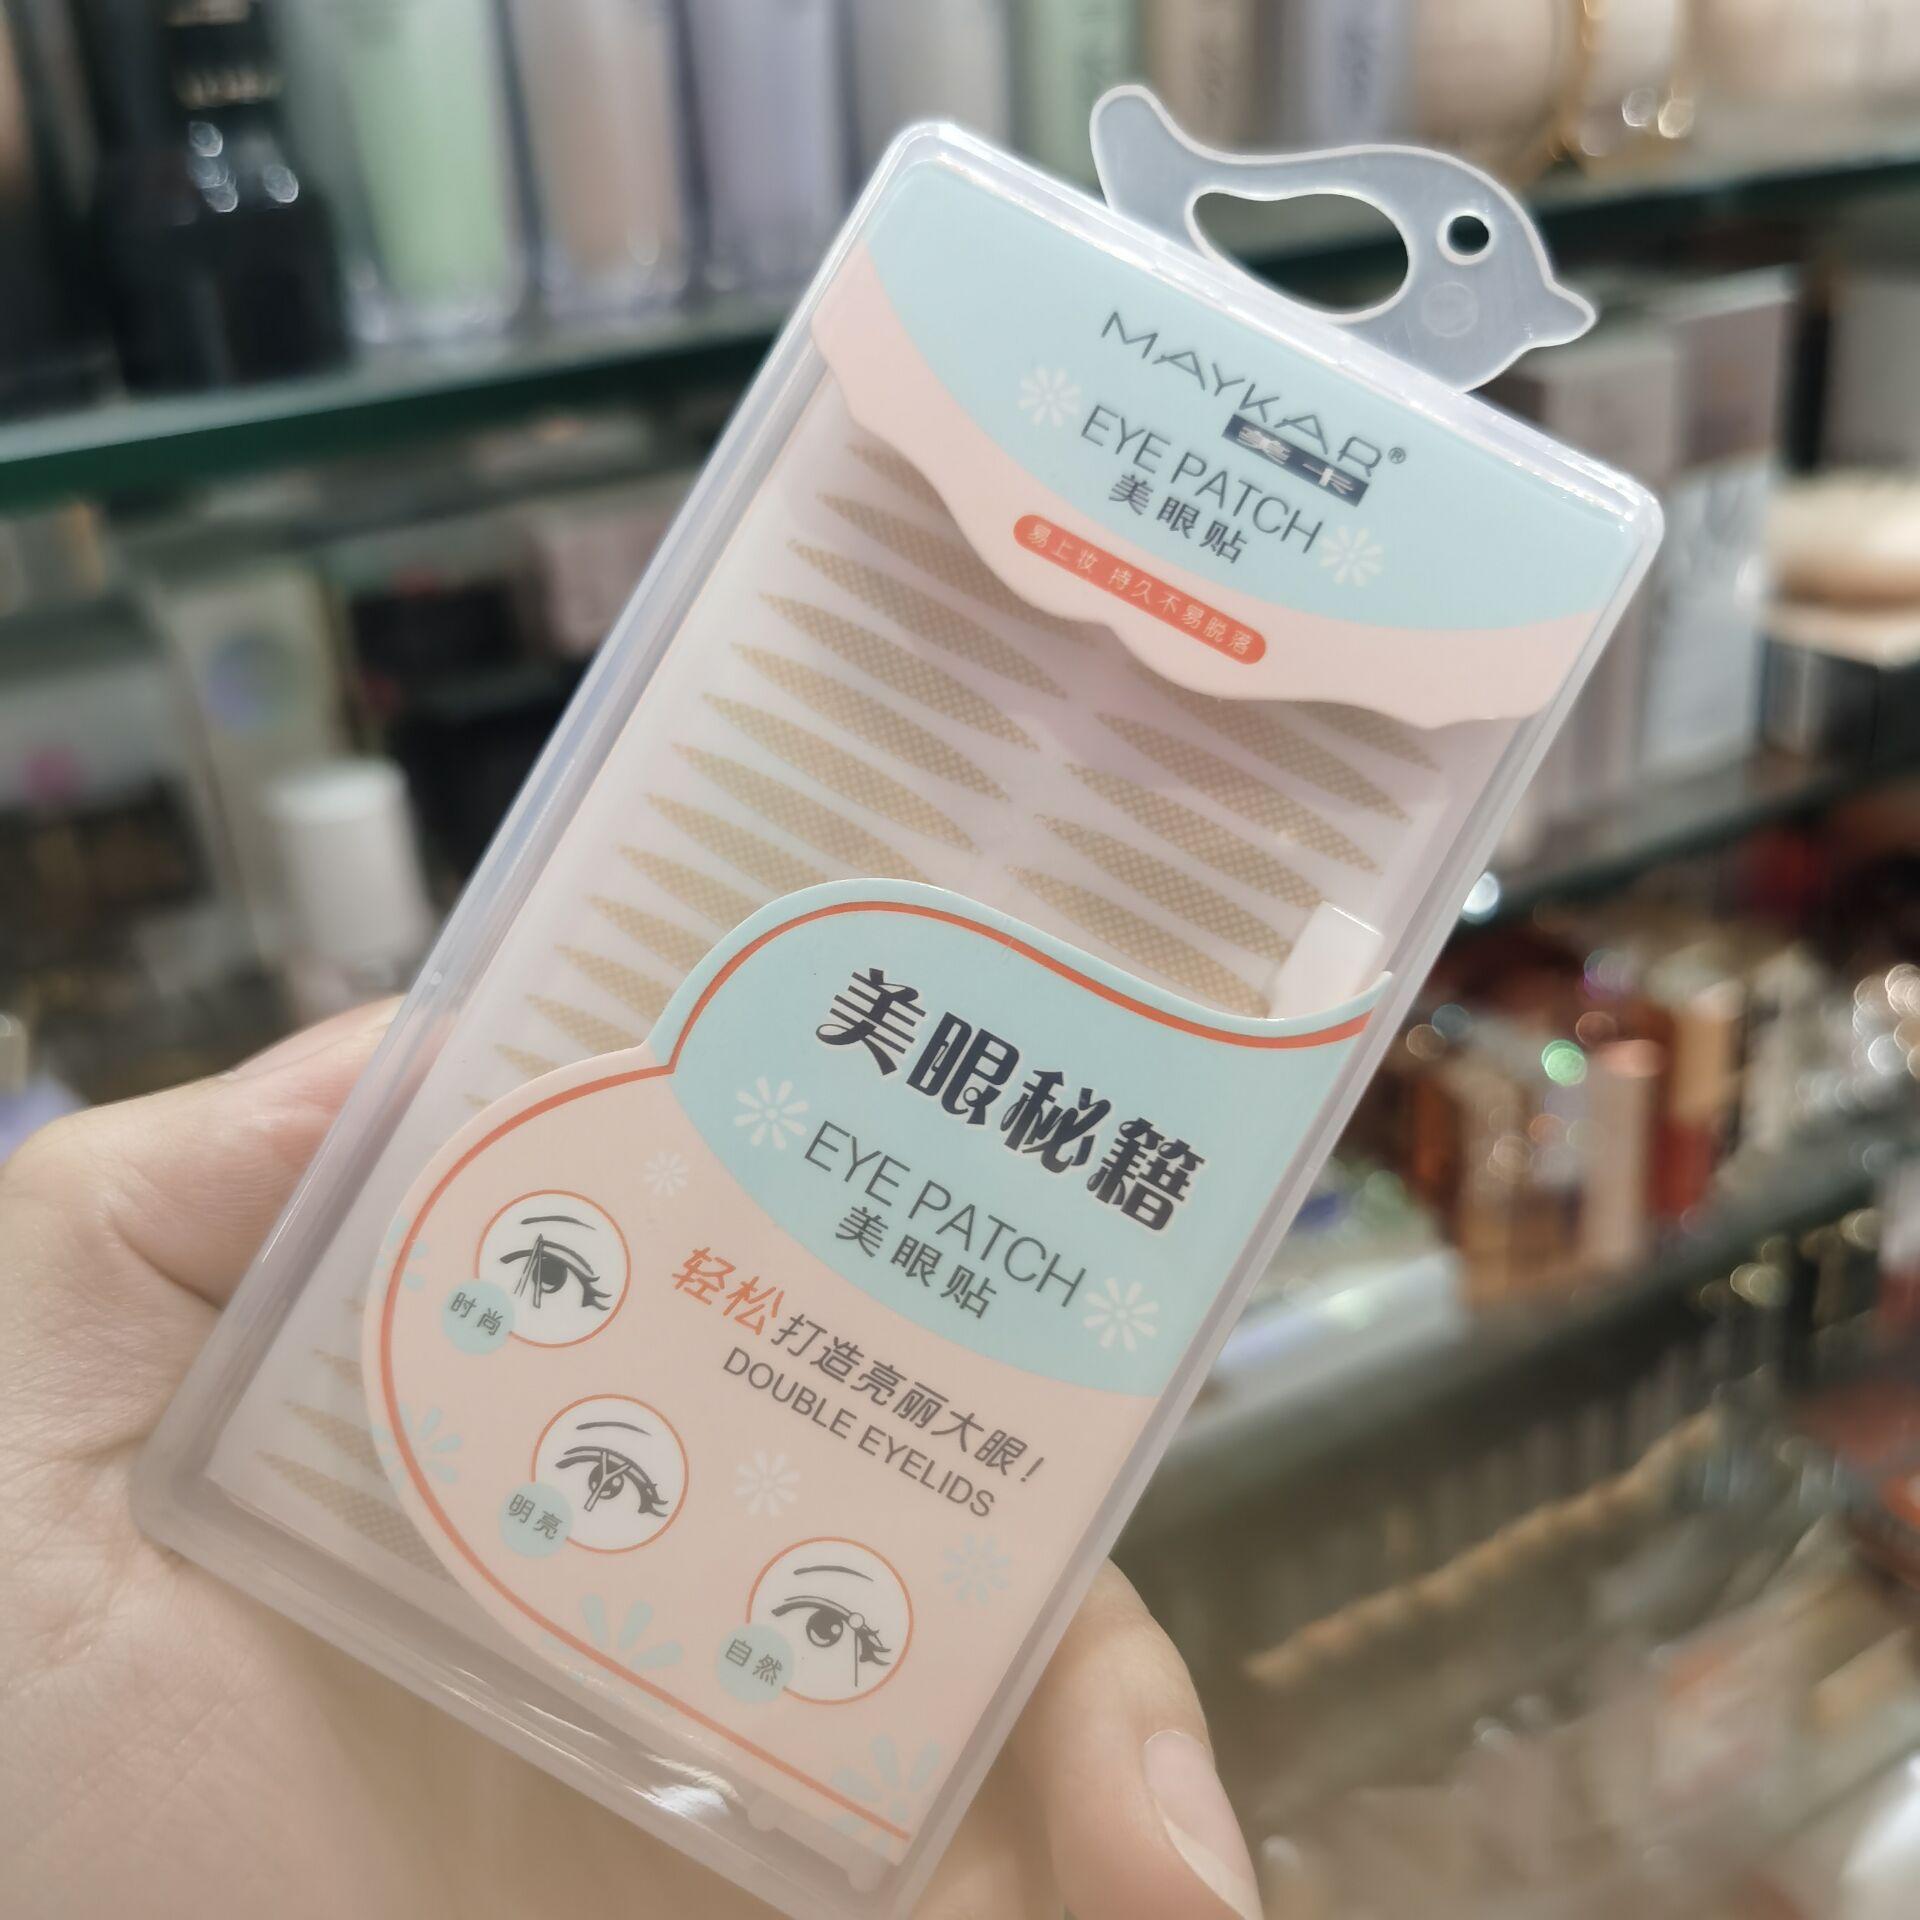 MAYKAR®
美卡
EYE PATCH
美眼贴
易上妆 持久不易脱落
美眼秘籍
EYE PATCH
美眼贴
轻松打造亮丽大眼！
DOUBLE EYELIDS
时尚
明亮
自然